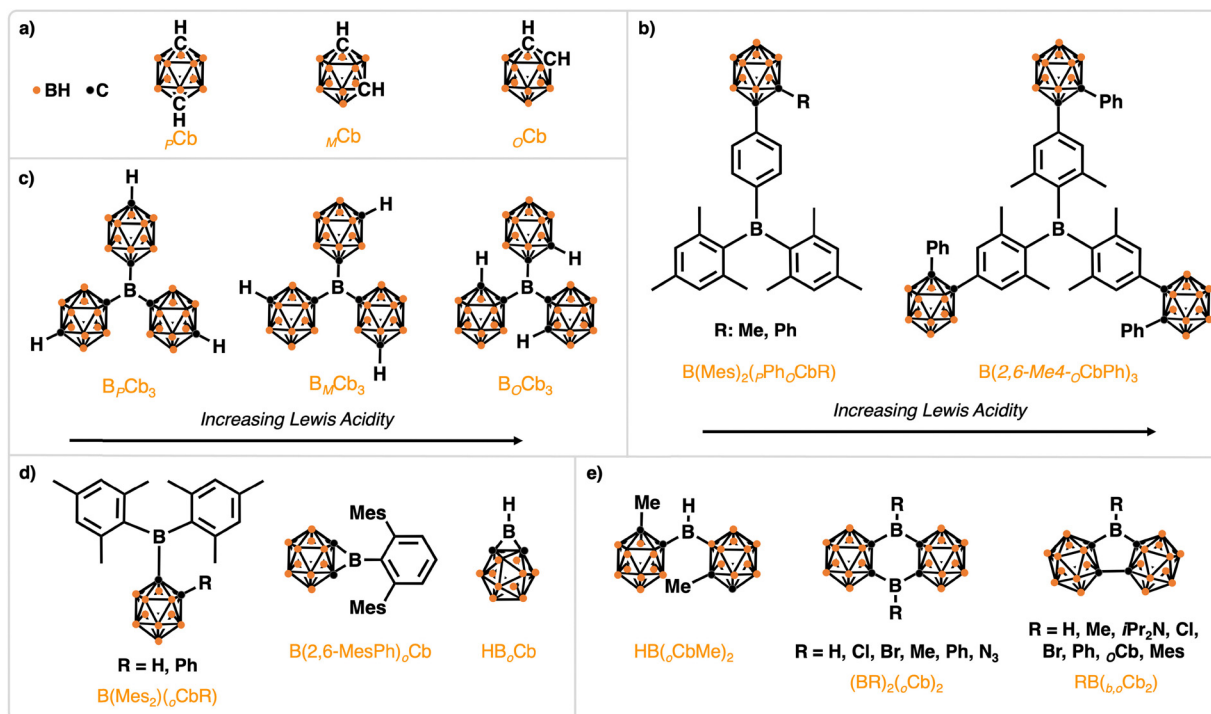 a)
H
H
H
C
C
C
CH
CH
C
H
BH
C
PCb
MCb
OCb
b)
R
Ph
B
B
Ph
Ph
R: Me, Ph
B(Mes)2(PPhOCbR)
B(2,6-Me4-OCbPh)3
Increasing Lewis Acidity
c)
H
H
H
H
B
H
B
B
H
H
H
H
BPCb3
BMCb3
BOCb3
Increasing Lewis Acidity
d)
B
R
R = H, Ph
B(Mes2)(oCbR)
Mes
B
Mes
B(2,6-MesPh)oCb
H
B
HBoCb
e)
Me
H
B
Me
HB(oCbMe)2
R
B
B
R
R = H, Cl, Br, Me, Ph, N3
(BR)2(oCb)2
R
B
R = H, Me, iPr2N, Cl,
Br, Ph, oCb, Mes
RB(b,oCb2)